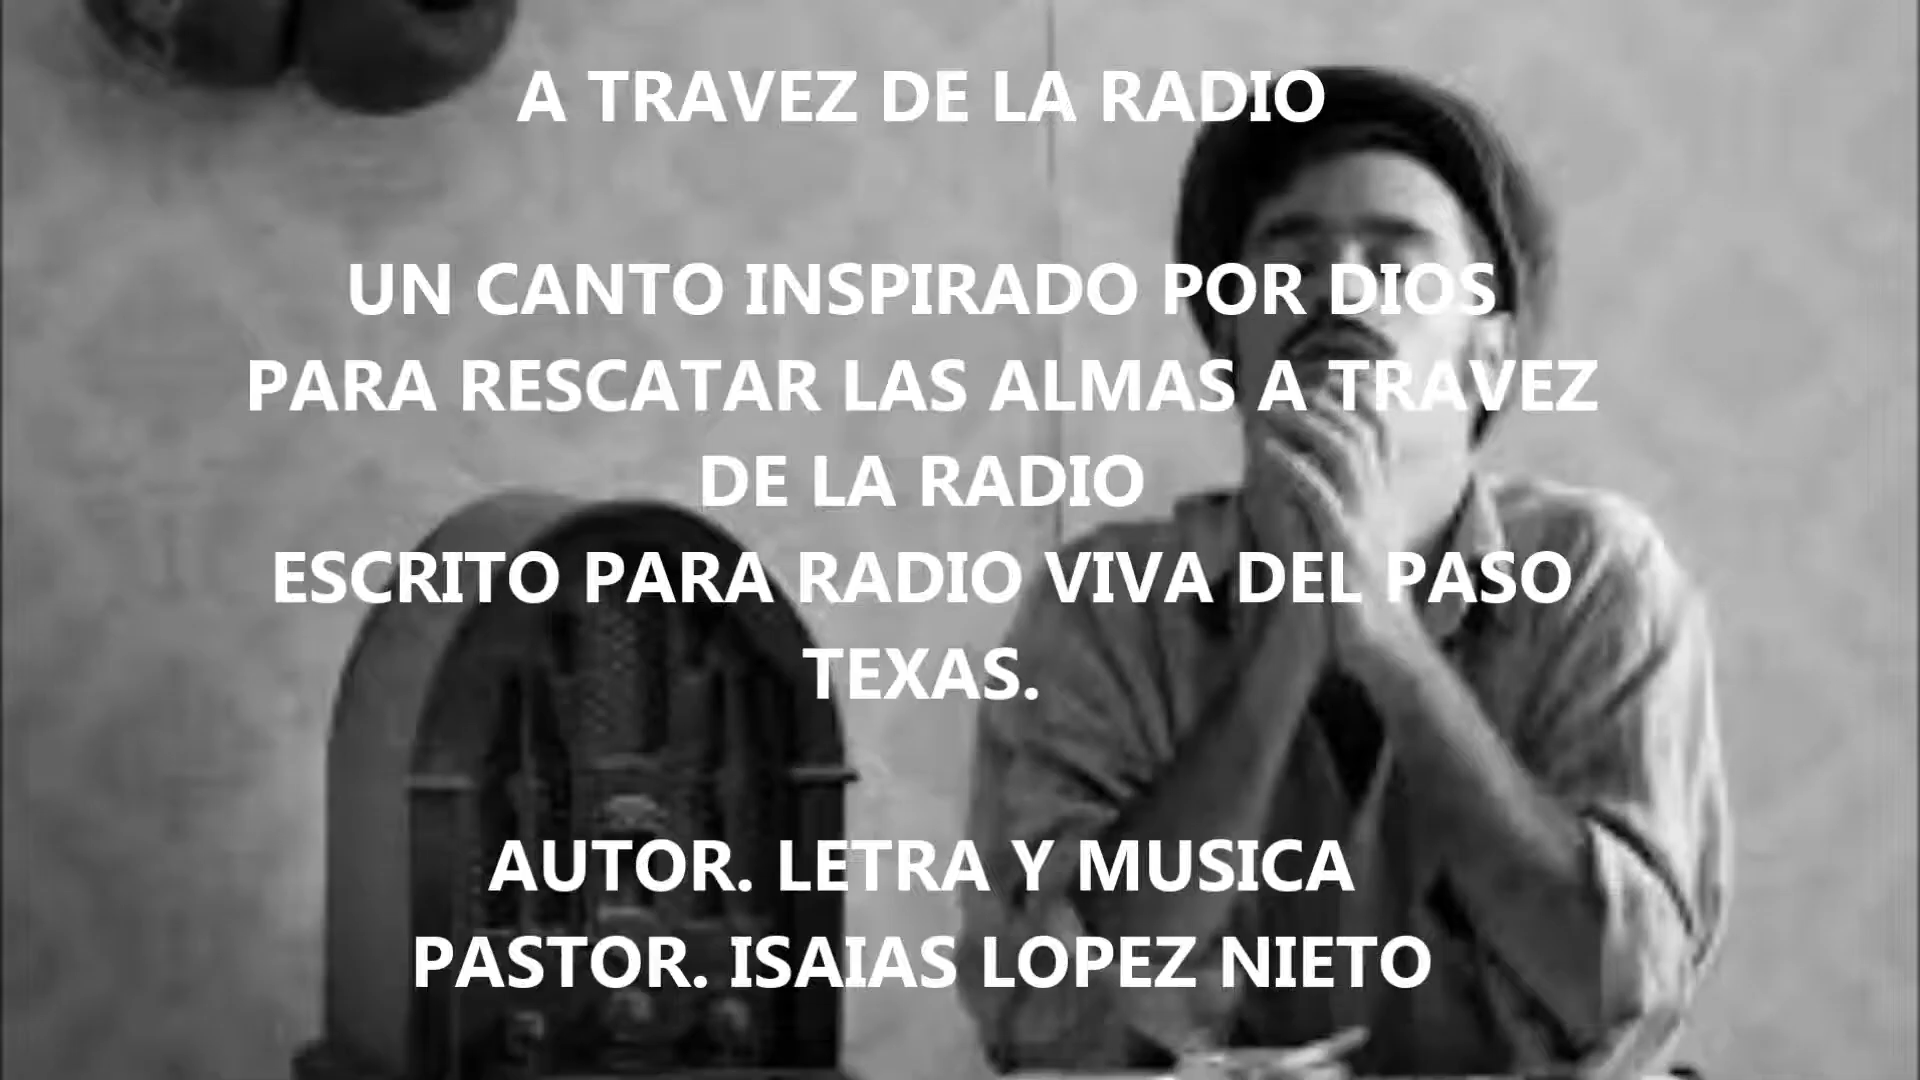 A TRAVEZ DE LA RADIO
UN CANTO INSPIRADO POR DIOS
PARA RESCATAR LAS ALMAS A TRAVEZ
DE LA RADIO
ESCRITO PARA RADIO VIVA DEL PASO
TEXAS.
AUTOR. LETRA Y MUSICA
PASTOR. ISAIAS LOPEZ NIETO